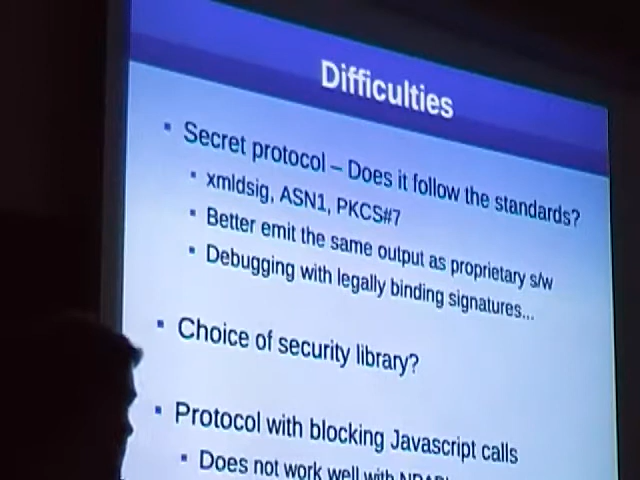 Difficulties
Secret protocol – Does it follow the standards?
xmldsig, ASN1, PKCS#7
Better emit the same output as proprietary s/w
Debugging with legally binding signatures...
Choice of security library?
Protocol with blocking Javascript calls
Does not work well with